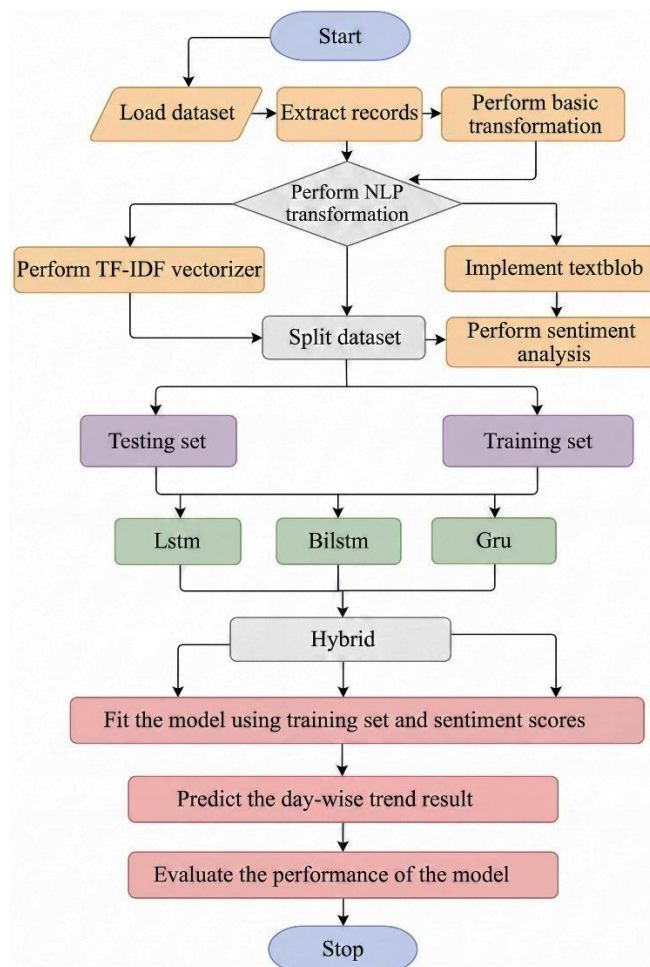 Start
Load dataset
Extract records
Perform basic
transformation
Perform NLP
transformation
Perform TF-IDF vectorizer
Implement textblob
Split dataset
Perform sentiment
analysis
Testing set
Training set
Lstm
Bilstm
Gru
Hybrid
Fit the model using training set and sentiment scores
Predict the day-wise trend result
Evaluate the performance of the model
Stop